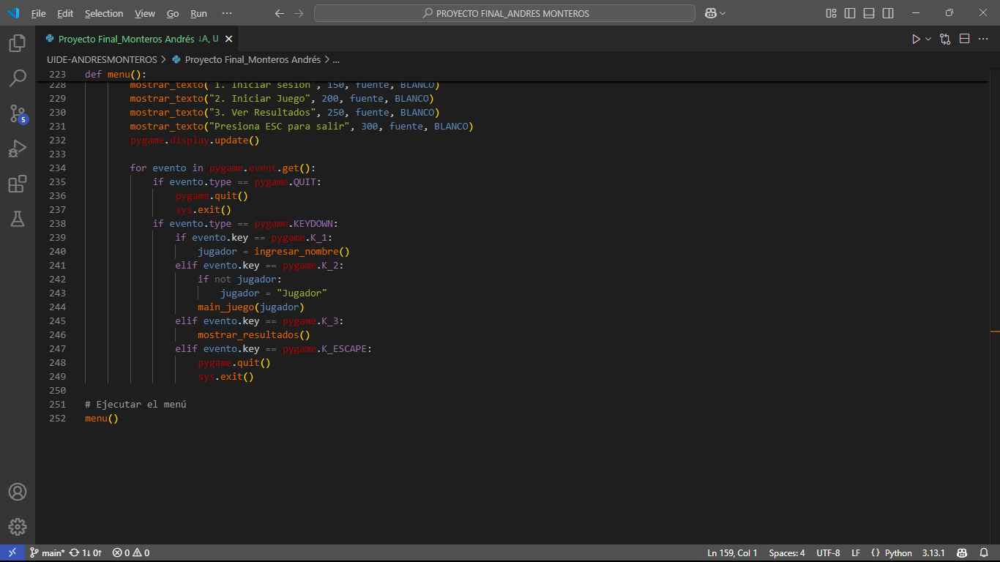 File Edit Selection View Go Run ··· PROYECTO FINAL_ANDRES MONTEROS
Proyecto Final_Monteros Andrés ↓A, U
UIDE-ANDRESMONTEROS > Proyecto Final_Monteros Andrés > ...
223 def menu():
228 mostrar_texto("1. Iniciar sesión", 150, fuente, BLANCO)
229 mostrar_texto("2. Iniciar Juego", 200, fuente, BLANCO)
230 mostrar_texto("3. Ver Resultados", 250, fuente, BLANCO)
231 mostrar_texto("Presiona ESC para salir", 300, fuente, BLANCO)
232 pygame.display.update()
233
234 for evento in pygame.event.get():
235 if evento.type == pygame.QUIT:
236 pygame.quit()
237 sys.exit()
238 if evento.type == pygame.KEYDOWN:
239 if evento.key == pygame.K_1:
240 jugador = ingresar_nombre()
241 elif evento.key == pygame.K_2:
242 if not jugador:
243 jugador = "Jugador"
244 main_juego(jugador)
245 elif evento.key == pygame.K_3:
246 mostrar_resultados()
247 elif evento.key == pygame.K_ESCAPE:
248 pygame.quit()
249 sys.exit()
250
251 # Ejecutar el menú
252 menu()
5
main* 1↓ 0↑ 0 0 Ln 159, Col 1 Spaces: 4 UTF-8 LF {} Python 3.13.1